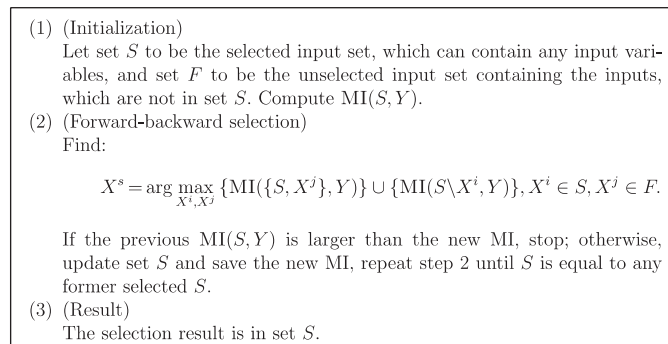 (1) (Initialization)
Let set S to be the selected input set, which can contain any input vari-
ables, and set F to be the unselected input set containing the inputs,
which are not in set S. Compute MI(S, Y).
(2) (Forward-backward selection)
Find:
X^s = arg max_{X^i, X^j} {MI({S, X^j}, Y)} ∪ {MI(S\X^i, Y)}, X^i ∈ S, X^j ∈ F.
If the previous MI(S, Y) is larger than the new MI, stop; otherwise,
update set S and save the new MI, repeat step 2 until S is equal to any
former selected S.
(3) (Result)
The selection result is in set S.